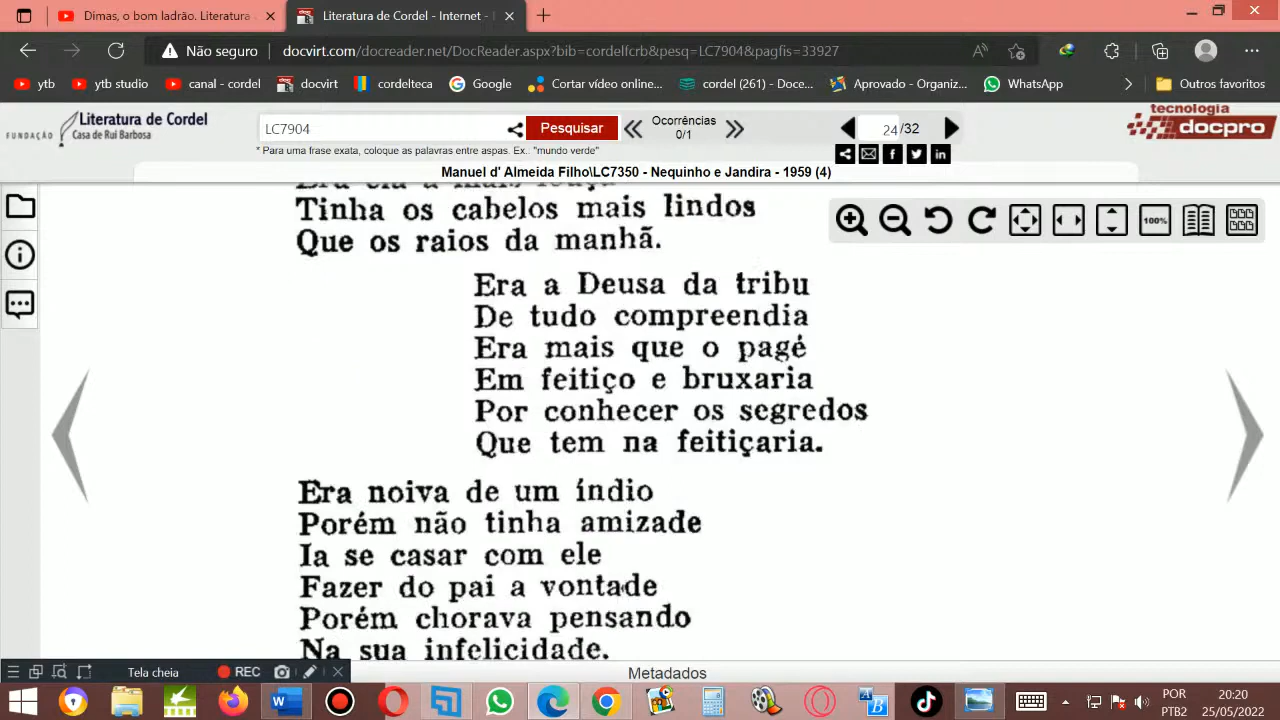 Dimas, o bom ladrão. Literatura
Literatura de Cordel - Internet -
Não seguro
docvirt.com/docreader.net/DocReader.aspx?bib=cordelfcrb&pesq=LC7904&pagfis=33927
ytb
ytb studio
canal - cordel
docvirt
cordelteca
Google
Cortar vídeo online...
cordel (261) - Doce...
Aprovado - Organiz...
WhatsApp
Outros favoritos
FUNDAÇÃO
Literatura de Cordel
Casa de Rui Barbosa
LC7904
Pesquisar
Ocorrências
0/1
24 /32
tecnologia
docpro
* Para uma frase exata, coloque as palavras entre aspas. Ex.. "mundo verde"
Manuel d' Almeida Filho\LC7350 - Nequinho e Jandira - 1959 (4)
100%
Tinha os cabelos mais lindos
Que os raios da manhã.
Era a Deusa da tribu
De tudo compreendia
Era mais que o pagé
Em feitiço e bruxaria
Por conhecer os segredos
Que tem na feitiçaria.
Era noiva de um índio
Porém não tinha amizade
Ia se casar com ele
Fazer do pai a vontade
Porém chorava pensando
Na sua infelicidade.
Tela cheia
REC
Metadados
POR
PTB2
20:20
25/05/2022